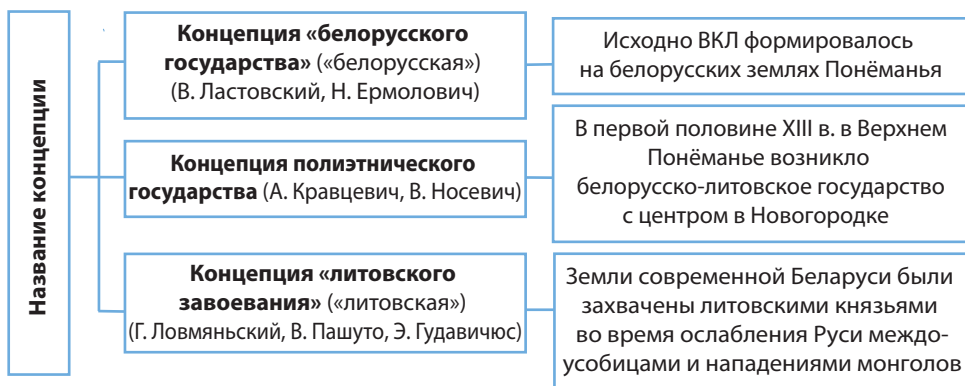 Название концепции
Концепция «белорусского
государства» («белорусская»)
(В. Ластовский, Н. Ермолович)
Исходно ВКЛ формировалось
на белорусских землях Понёманья
Концепция полиэтнического
государства (А. Кравцевич, В. Носевич)
В первой половине XIII в. в Верхнем
Понёманье возникло
белорусско-литовское государство
с центром в Новогородке
Концепция «литовского
завоевания» («литовская»)
(Г. Ловмяньский, В. Пашуто, Э. Гудавичюс)
Земли современной Беларуси были
захвачены литовскими князьями
во время ослабления Руси междо-
усобицами и нападениями монголов